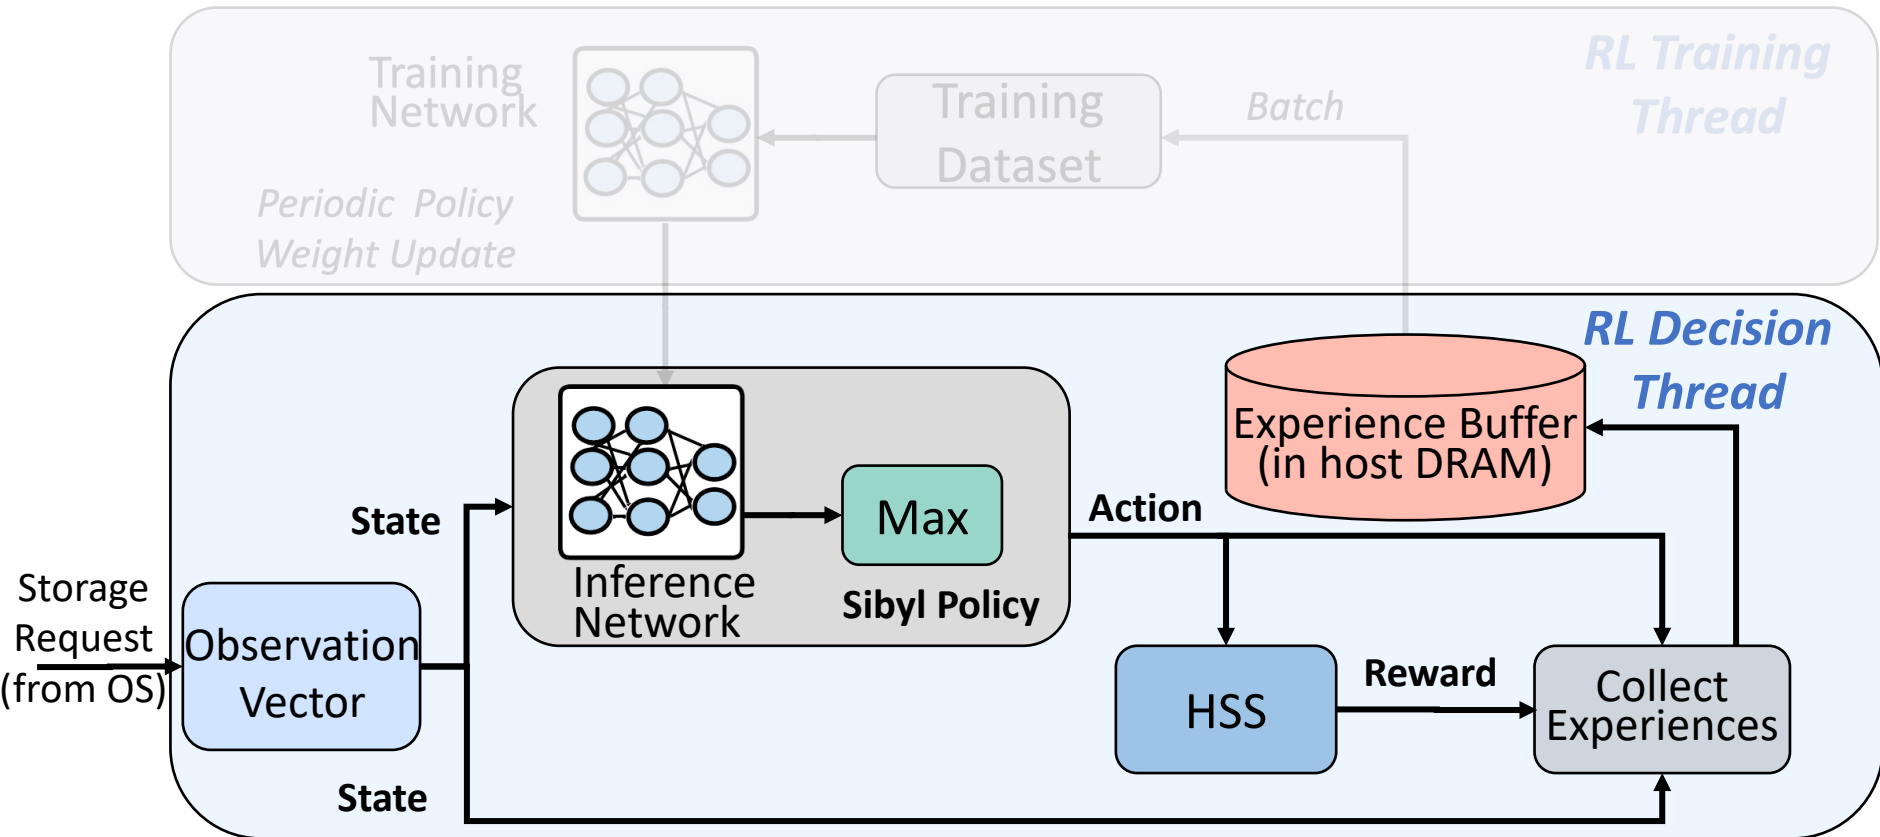 RL Training
Thread
Training
Network
Training
Dataset
Batch
Periodic Policy
Weight Update
RL Decision
Thread
Experience Buffer
(in host DRAM)
State
Max
Action
Inference
Network
Sibyl Policy
Storage
Request
(from OS)
Observation
Vector
HSS
Reward
Collect
Experiences
State